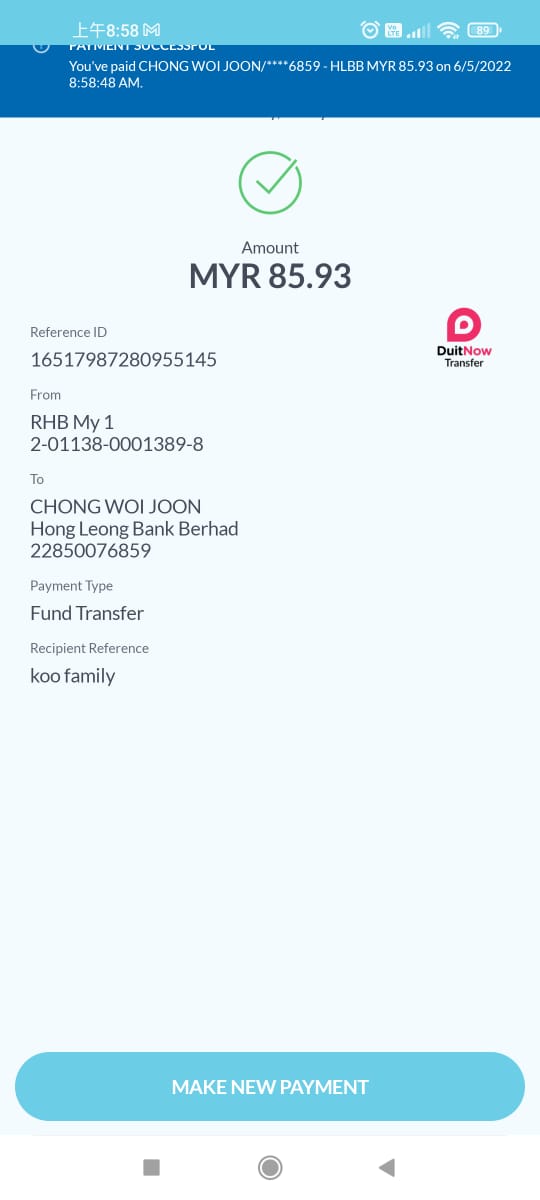 上午8:58
VoLTE
89
PAYMENT SUCCESSFUL
You've paid CHONG WOI JOON/****6859 - HLBB MYR 85.93 on 6/5/2022
8:58:48 AM.
Amount
MYR 85.93
Reference ID
16517987280955145
DuitNow
Transfer
From
RHB My 1
2-01138-0001389-8
To
CHONG WOI JOON
Hong Leong Bank Berhad
22850076859
Payment Type
Fund Transfer
Recipient Reference
koo family
MAKE NEW PAYMENT